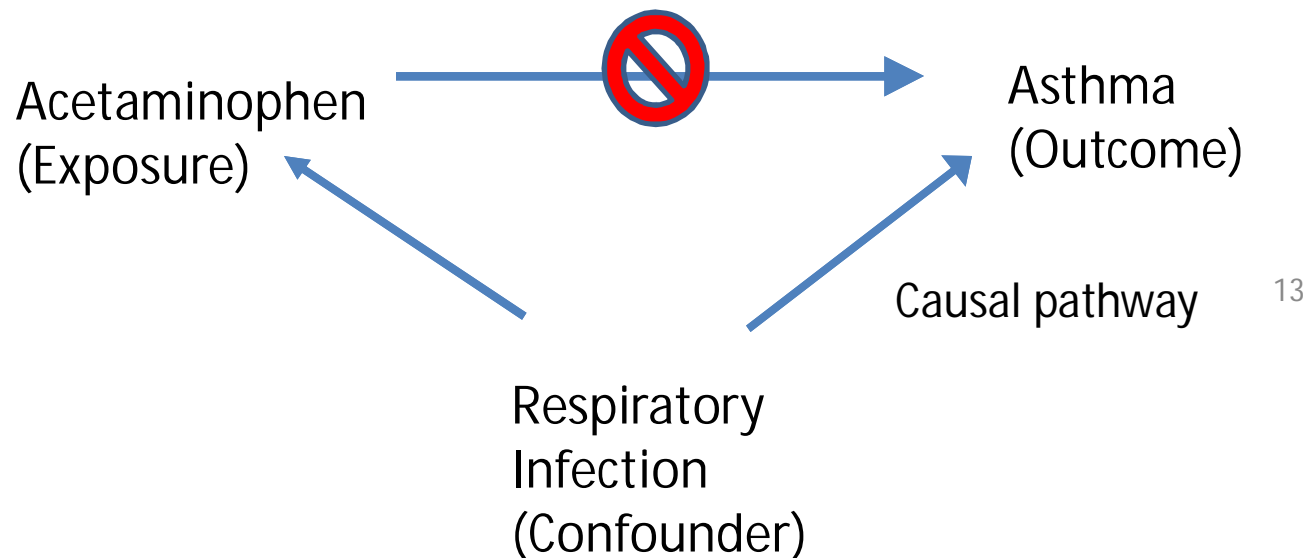 Acetaminophen
(Exposure)
Asthma
(Outcome)
Causal pathway
13
Respiratory
Infection
(Confounder)